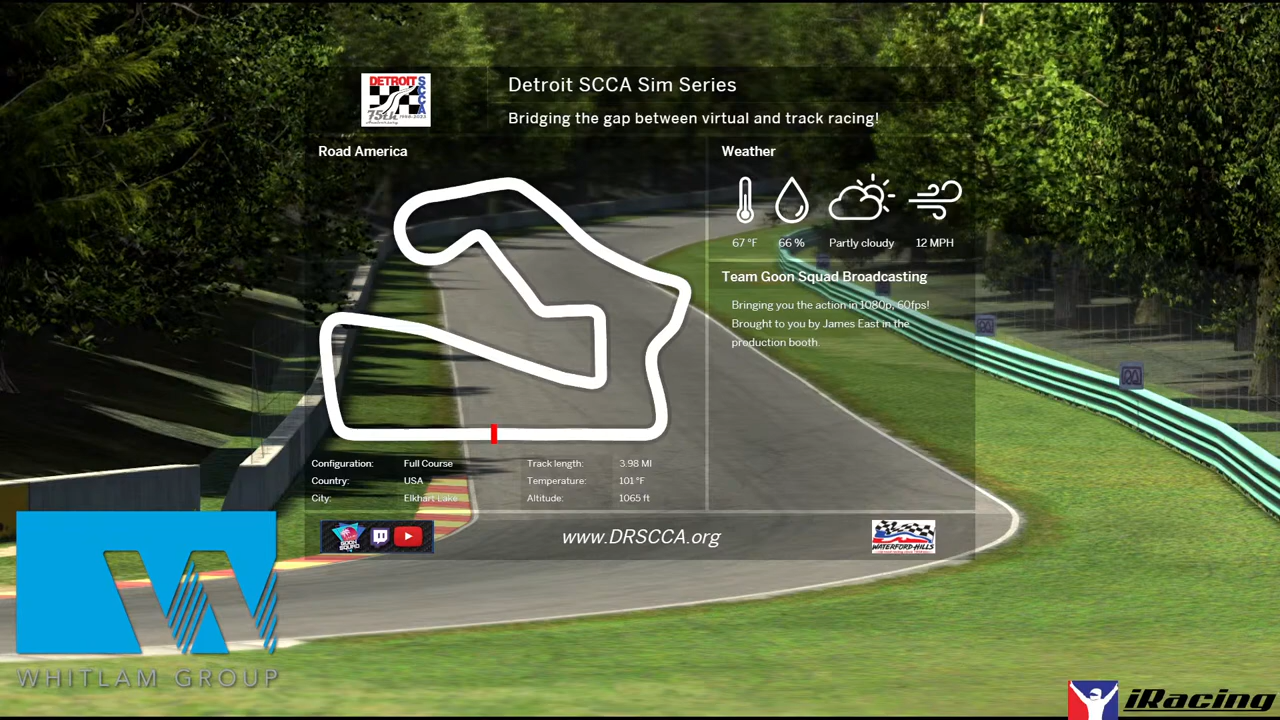 DETROIT
SCCA
75th
Detroit SCCA Sim Series
Bridging the gap between virtual and track racing!
Road America
Weather
67 °F
66 %
Partly cloudy
12 MPH
Team Goon Squad Broadcasting
Bringing you the action in 1080p, 60fps!
Brought to you by James East in the
production booth.
Configuration: Full Course Track length: 3.98 MI
Country: USA Temperature: 101 °F
City: Elkhart Lake Altitude: 1065 ft
GOON
SQUAD
www.DRSCCA.org
WATERFORD HILLS
WHITLAM GROUP
iRacing